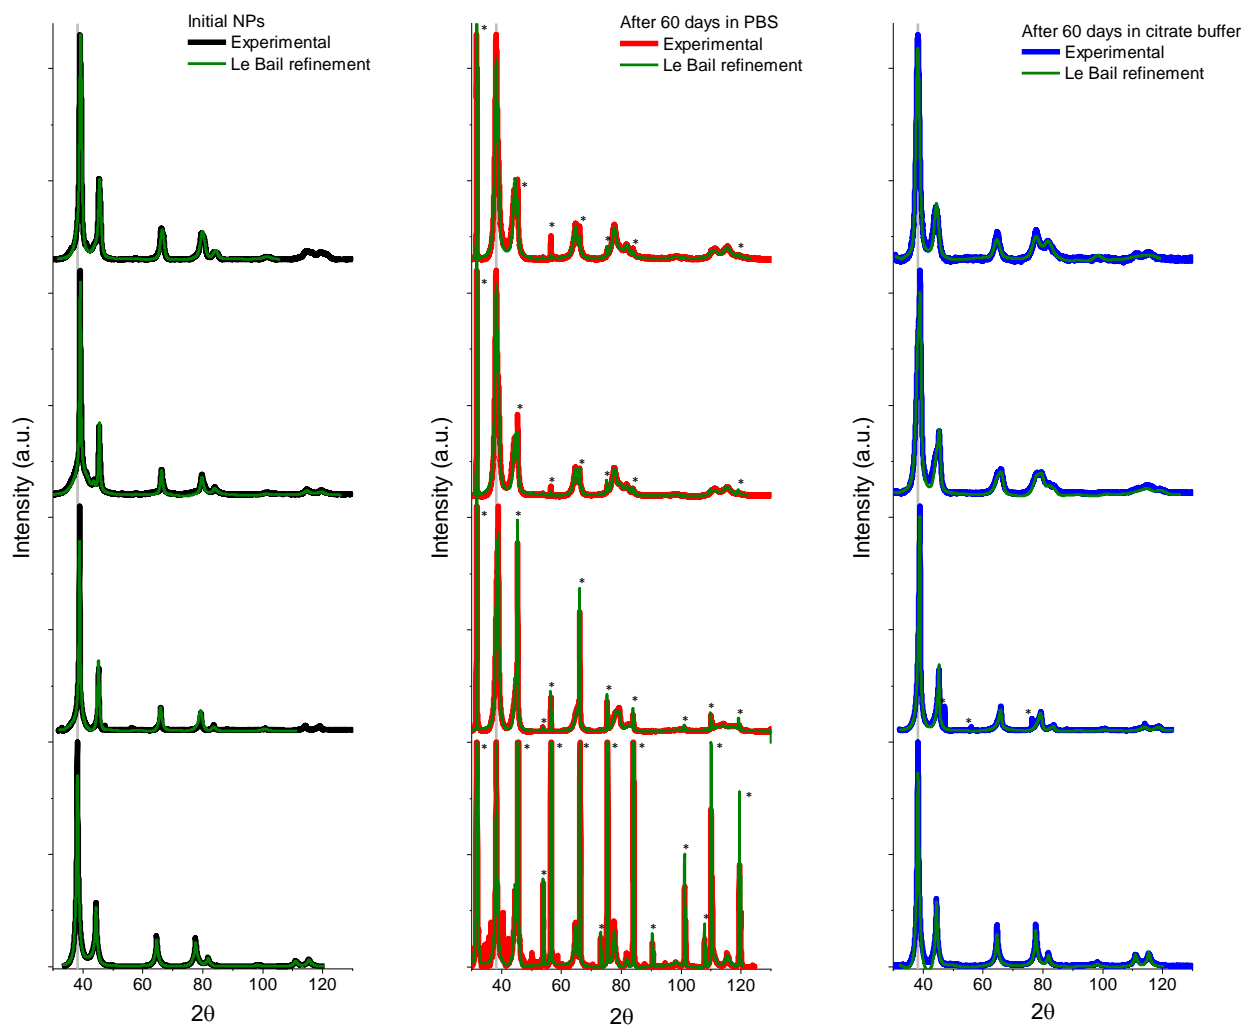 Initial NPs
Experimental
Le Bail refinement
Intensity (a.u.)
40 60 80 100 120
2θ
After 60 days in PBS
Experimental
Le Bail refinement
* * * * * * * *
* * * * * * *
* * * * * * * * * * *
* * * * * * * * * * * * *
Intensity (a.u.)
40 60 80 100 120
2θ
After 60 days in citrate buffer
Experimental
Le Bail refinement
* * *
Intensity (a.u.)
40 60 80 100 120
2θ